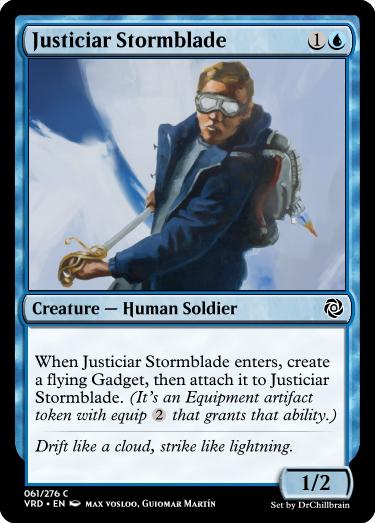 Justiciar Stormblade 1
Creature — Human Soldier
When Justiciar Stormblade enters, create
a flying Gadget, then attach it to Justiciar
Stormblade. (It's an Equipment artifact
token with equip 2 that grants that ability.)
Drift like a cloud, strike like lightning.
1/2
061/276 C
VRD • EN MAX VOSLOO, GUIOMAR MARTÍN
Set by DrChillbrain